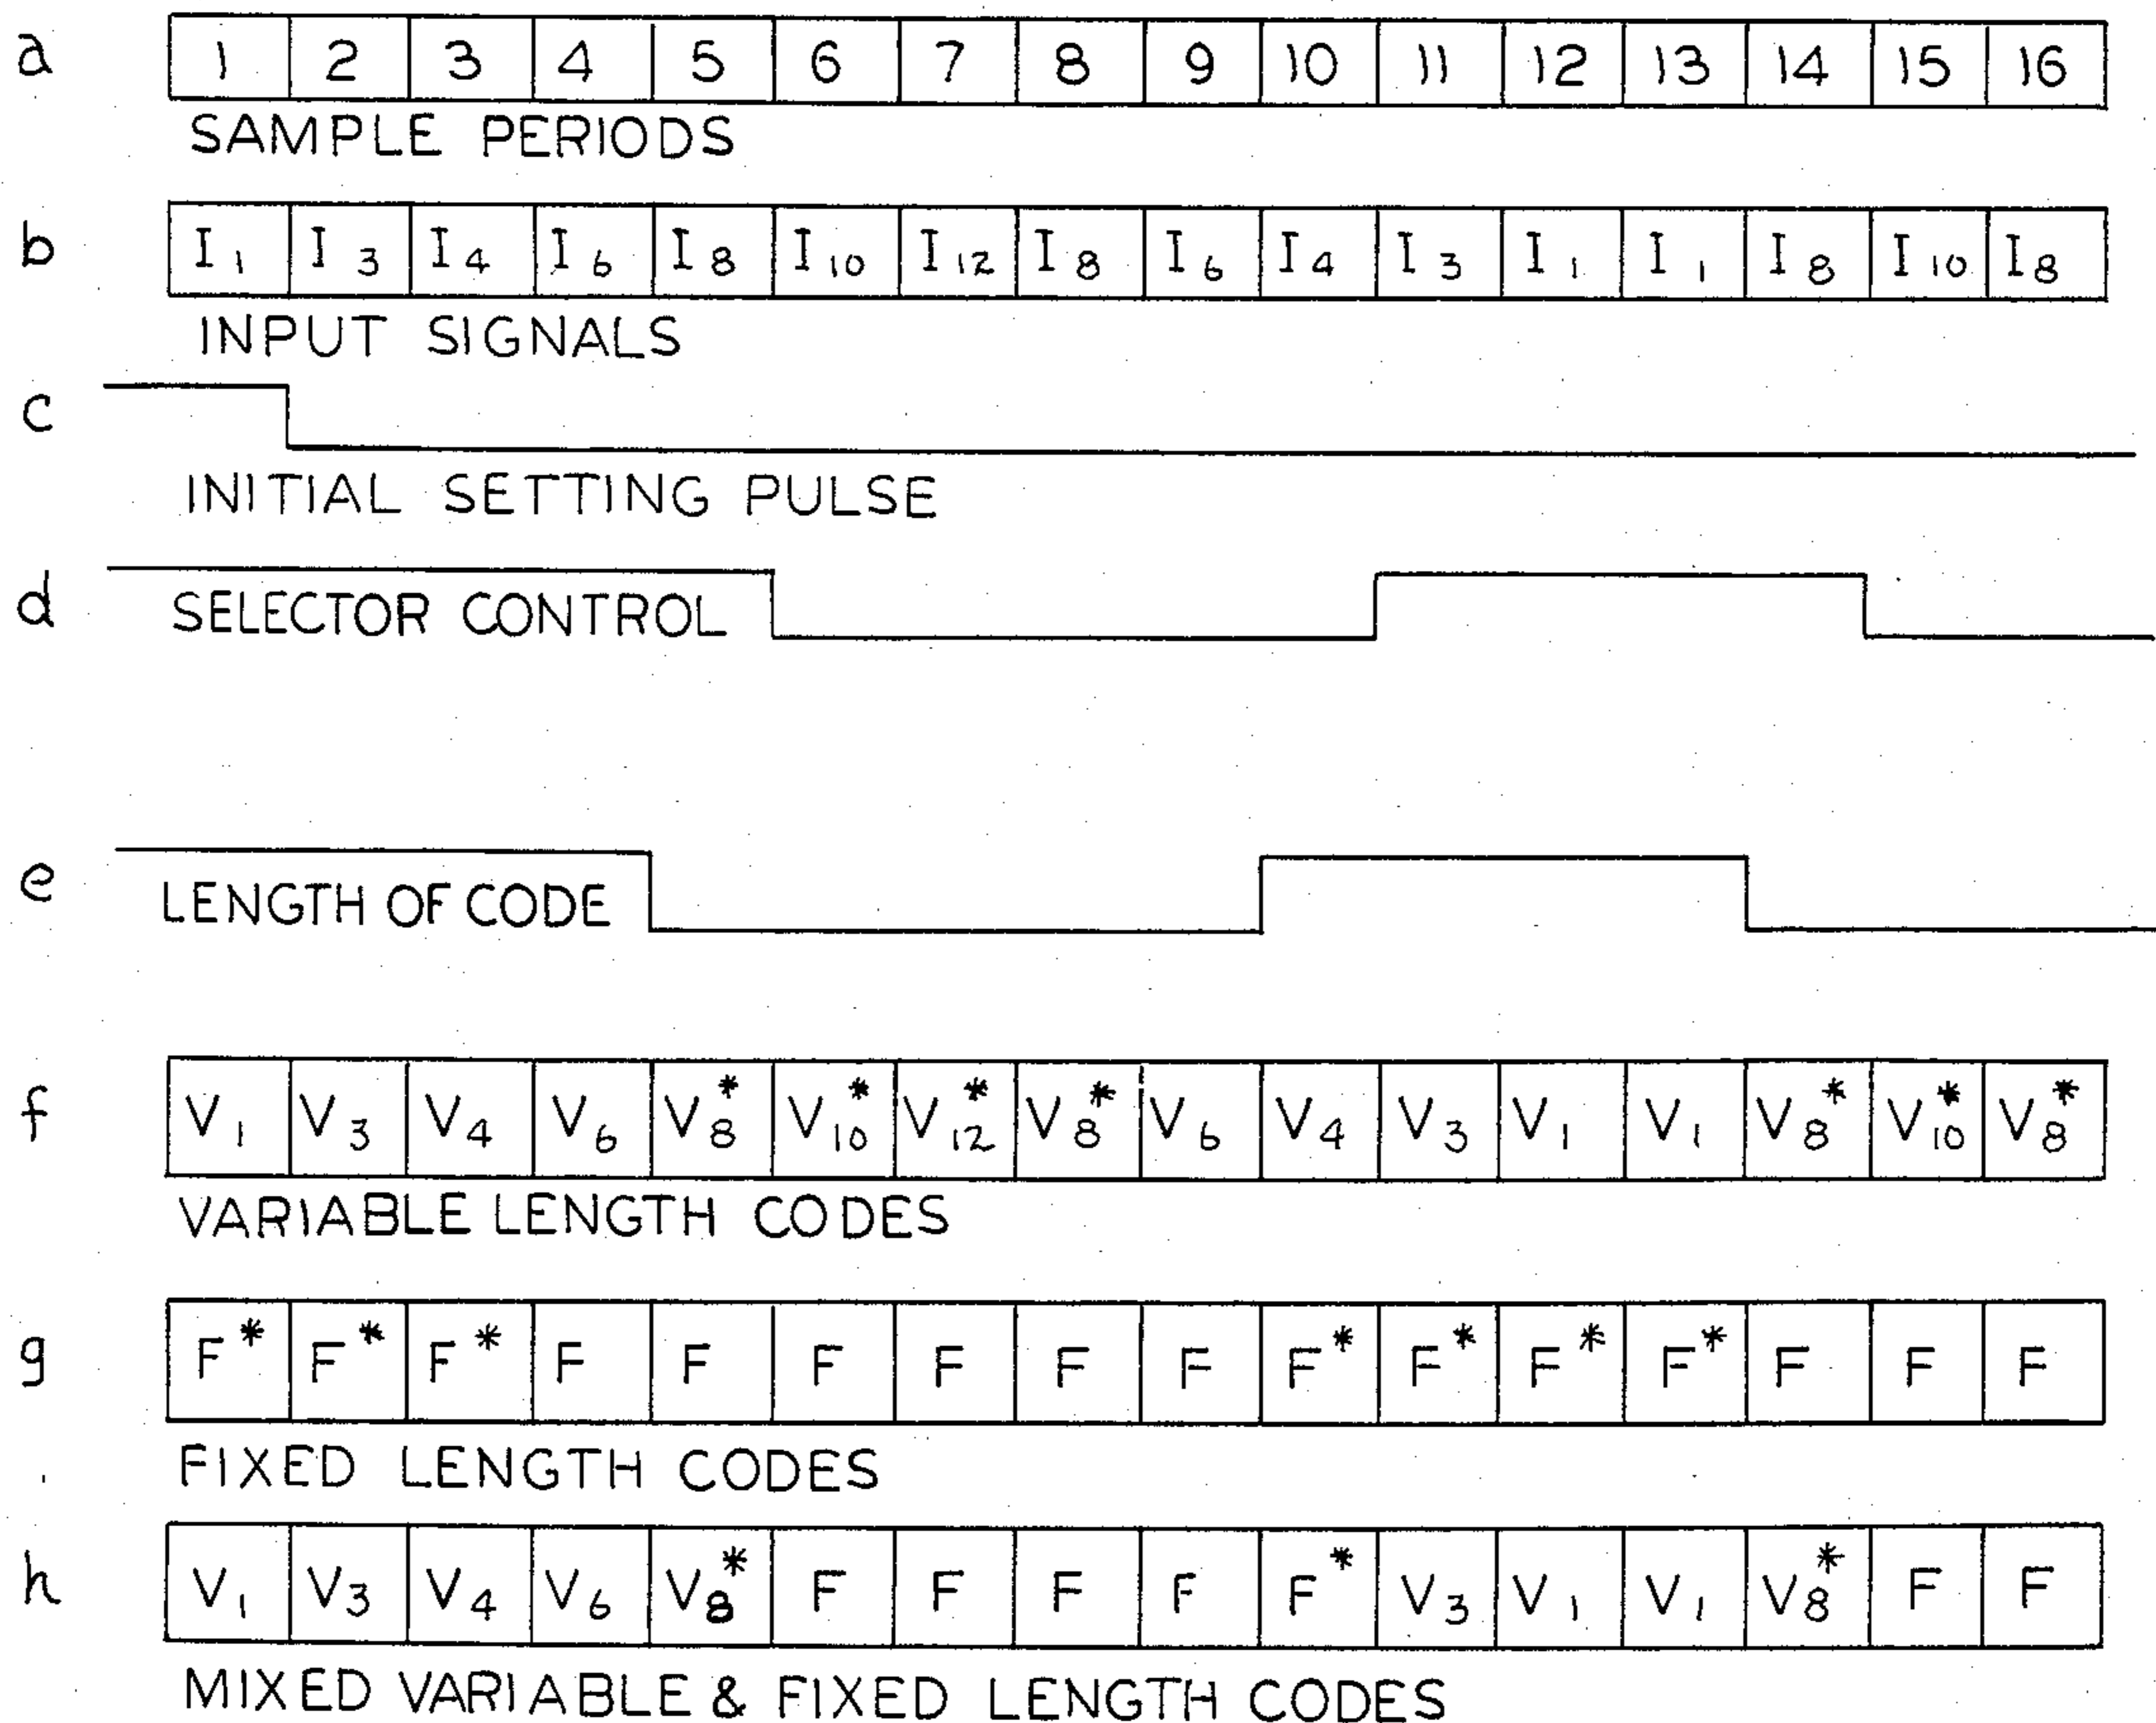 a 1 2 3 4 5 6 7 8 9 10 11 12 13 14 15 16
SAMPLE PERIODS
b I₁ I₃ I₄ I₆ I₈ I₁₀ I₁₂ I₈ I₆ I₄ I₃ I₁ I₁ I₈ I₁₀ I₈
INPUT SIGNALS
c
INITIAL SETTING PULSE
d SELECTOR CONTROL
e LENGTH OF CODE
f V₁ V₃ V₄ V₆ V₈* V₁₀* V₁₂* V₈* V₆ V₄ V₃ V₁ V₁ V₈* V₁₀* V₈*
VARIABLE LENGTH CODES
g F* F* F* F F F F F F F* F* F* F* F F F
FIXED LENGTH CODES
h V₁ V₃ V₄ V₆ V₈* F F F F F* V₃ V₁ V₁ V₈* F F
MIXED VARIABLE & FIXED LENGTH CODES